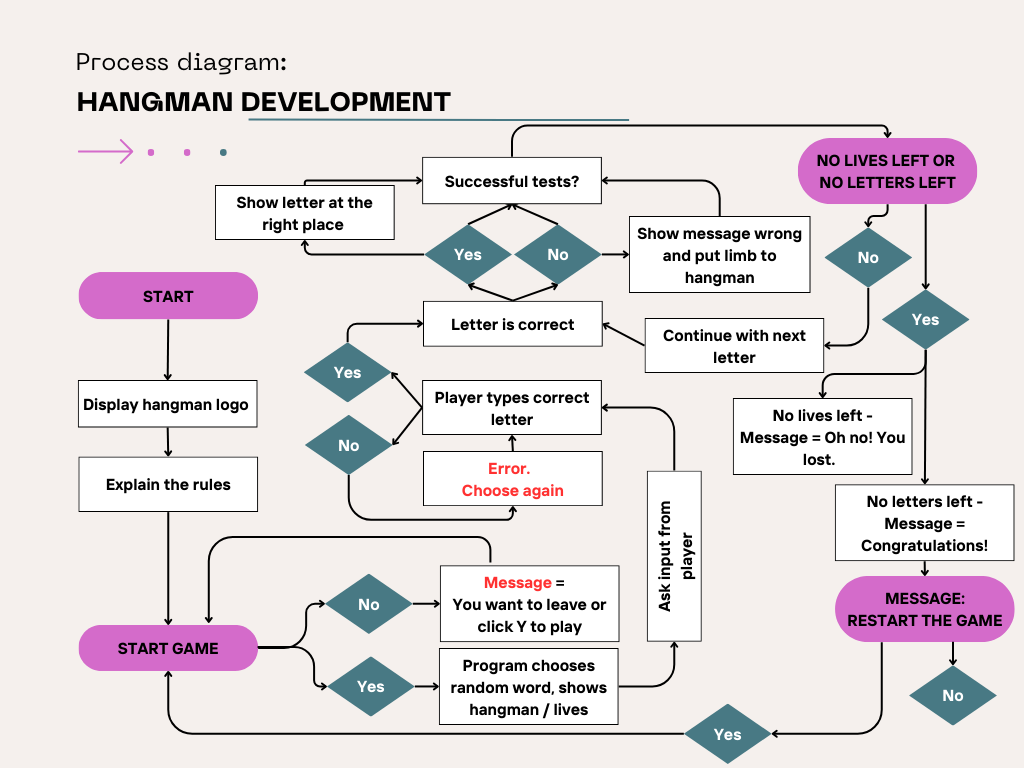 Process diagram:
HANGMAN DEVELOPMENT
NO LIVES LEFT OR
NO LETTERS LEFT
Successful tests?
Show letter at the
right place
Show message wrong
and put limb to
hangman
Yes
No
No
START
Yes
Letter is correct
Continue with next
letter
Yes
Display hangman logo
Player types correct
letter
No lives left -
Message = Oh no! You
lost.
No
Error.
Choose again
Explain the rules
No letters left -
Message =
Congratulations!
Ask input from
player
Message =
You want to leave or
click Y to play
No
MESSAGE:
RESTART THE GAME
START GAME
Program chooses
random word, shows
hangman / lives
Yes
No
Yes